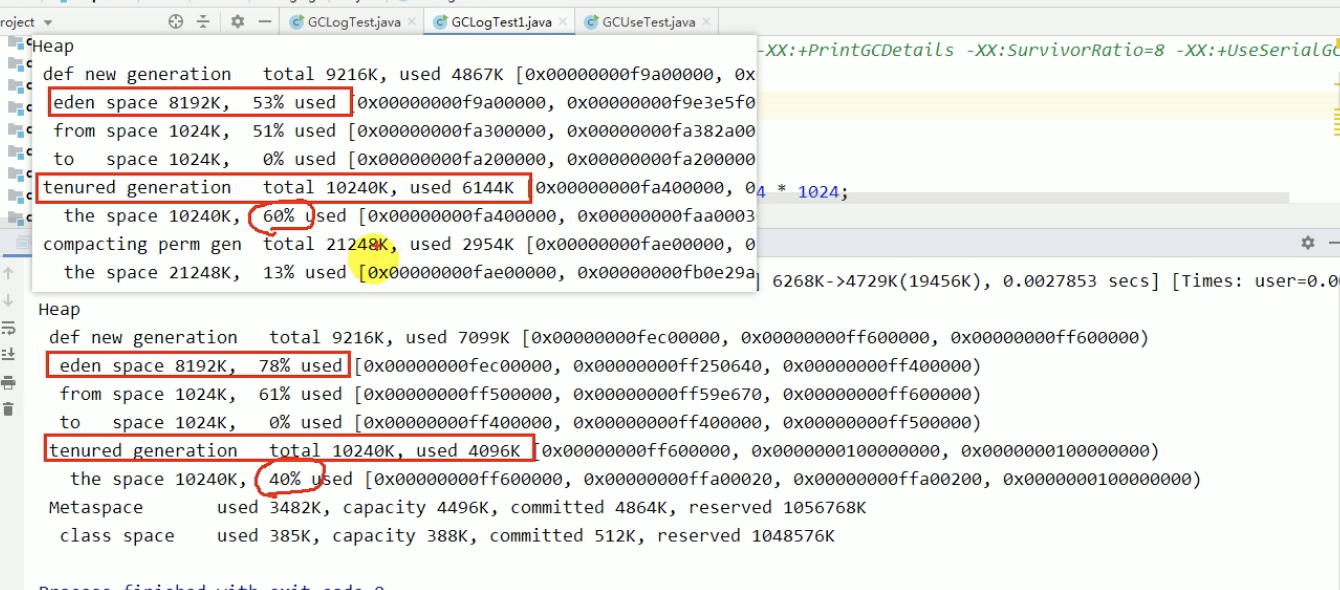 roject
GCLogTest.java
GCLogTest1.java
GCUseTest.java
-XX:+PrintGCDetails -XX:SurvivorRatio=8 -XX:+UseSerialGC
Heap
def new generation total 9216K, used 4867K [0x00000000f9a00000, 0x
eden space 8192K, 53% used [0x00000000f9a00000, 0x00000000f9e3e5f0
from space 1024K, 51% used [0x00000000fa300000, 0x00000000fa382a00
to space 1024K, 0% used [0x00000000fa200000, 0x00000000fa200000
tenured generation total 10240K, used 6144K [0x00000000fa400000, 0
4 * 1024;
the space 10240K, 60% used [0x00000000fa400000, 0x00000000faa0003
compacting perm gen total 21248K, used 2954K [0x00000000fae00000, 0
the space 21248K, 13% used [0x00000000fae00000, 0x00000000fb0e29a
] 6268K->4729K(19456K), 0.0027853 secs] [Times: user=0.0
Heap
def new generation total 9216K, used 7099K [0x00000000fec00000, 0x00000000ff600000, 0x00000000ff600000)
eden space 8192K, 78% used [0x00000000fec00000, 0x00000000ff250640, 0x00000000ff400000)
from space 1024K, 61% used [0x00000000ff500000, 0x00000000ff59e670, 0x00000000ff600000)
to space 1024K, 0% used [0x00000000ff400000, 0x00000000ff400000, 0x00000000ff500000)
tenured generation total 10240K, used 4096K [0x00000000ff600000, 0x0000000100000000, 0x0000000100000000)
the space 10240K, 40% used [0x00000000ff600000, 0x00000000ffa00020, 0x00000000ffa00200, 0x0000000100000000)
Metaspace used 3482K, capacity 4496K, committed 4864K, reserved 1056768K
class space used 385K, capacity 388K, committed 512K, reserved 1048576K
Process finished with exit code 0